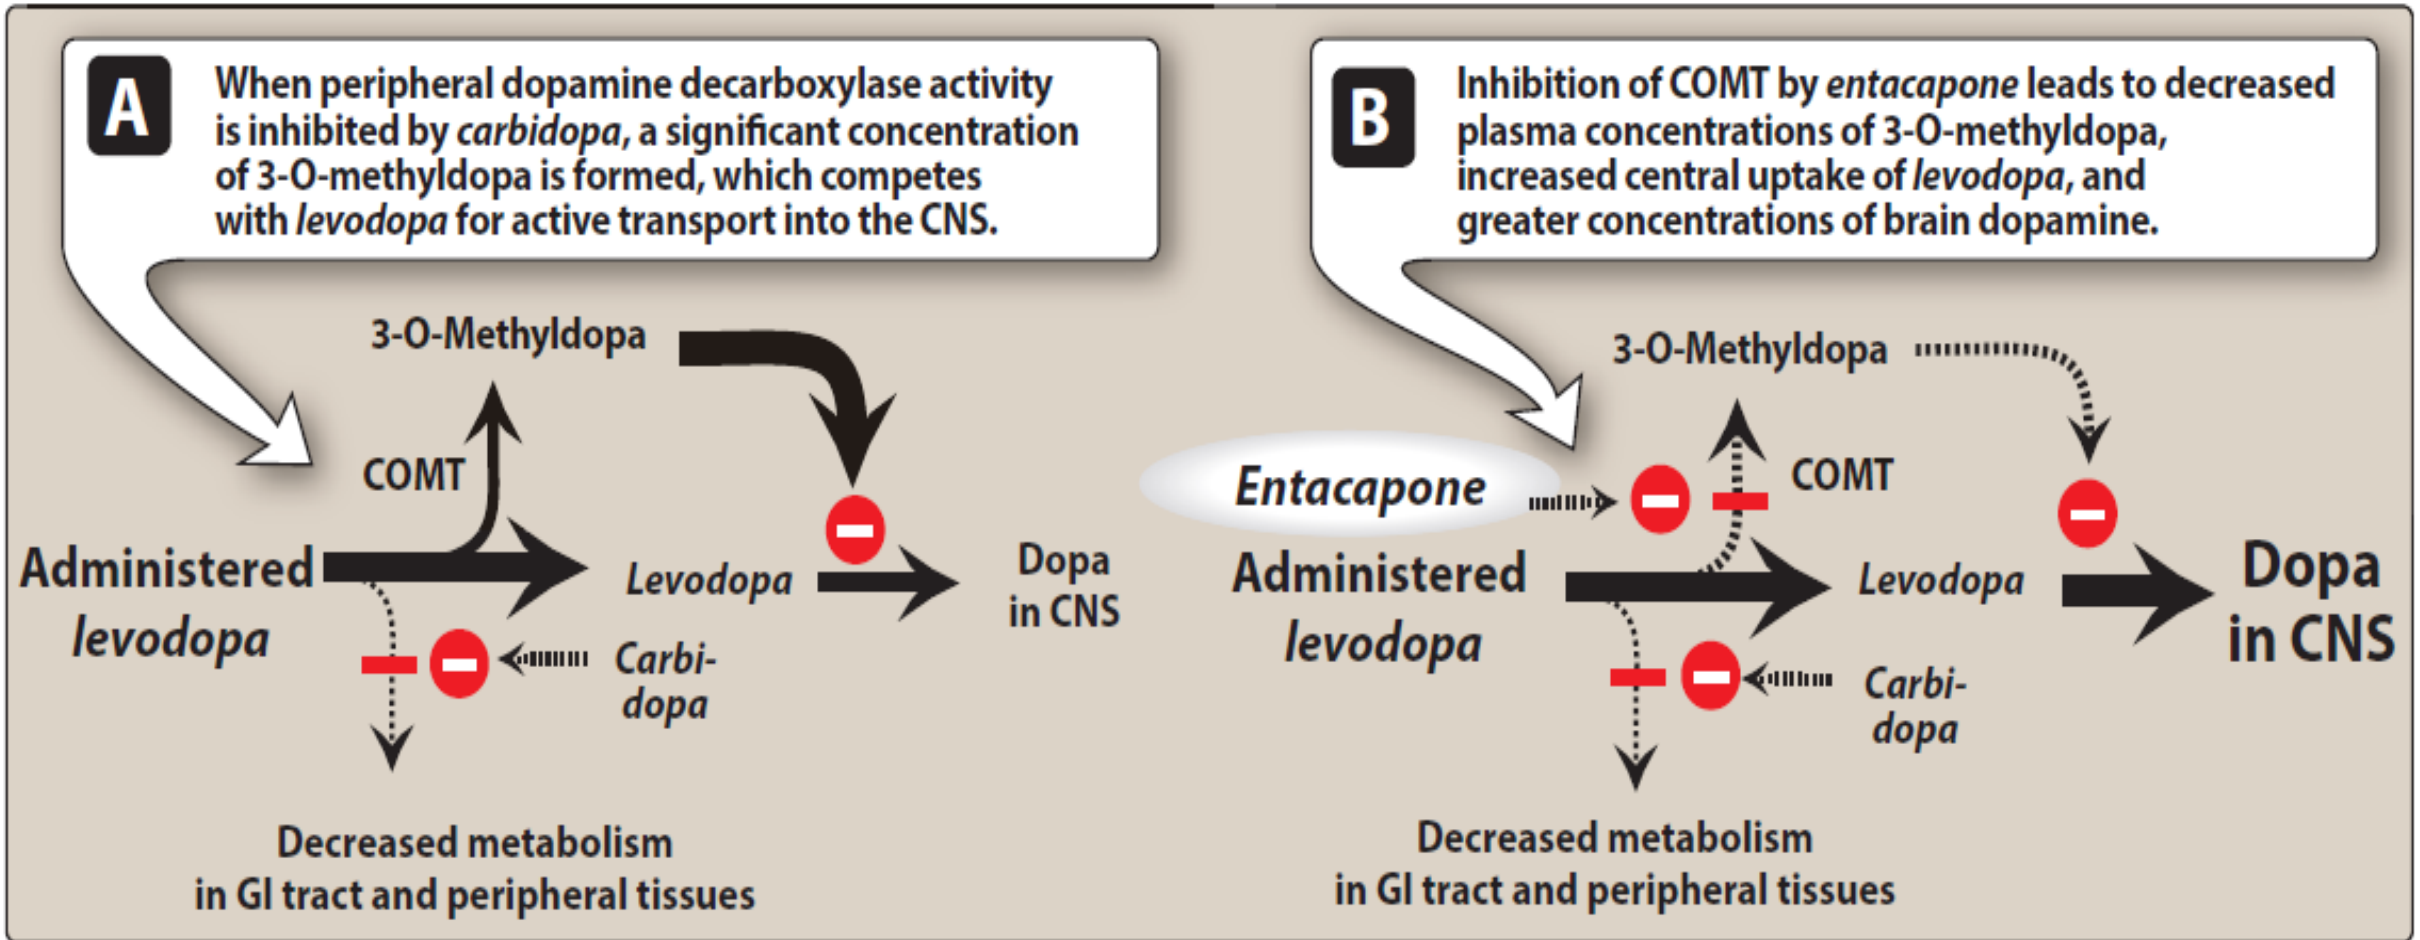 A
When peripheral dopamine decarboxylase activity
is inhibited by carbidopa, a significant concentration
of 3-O-methyldopa is formed, which competes
with levodopa for active transport into the CNS.
3-O-Methyldopa
COMT
Administered
levodopa
Levodopa
Dopa
in CNS
Carbi-
dopa
Decreased metabolism
in GI tract and peripheral tissues
B
Inhibition of COMT by entacapone leads to decreased
plasma concentrations of 3-O-methyldopa,
increased central uptake of levodopa, and
greater concentrations of brain dopamine.
3-O-Methyldopa
Entacapone
COMT
Administered
levodopa
Levodopa
Dopa
in CNS
Carbi-
dopa
Decreased metabolism
in GI tract and peripheral tissues